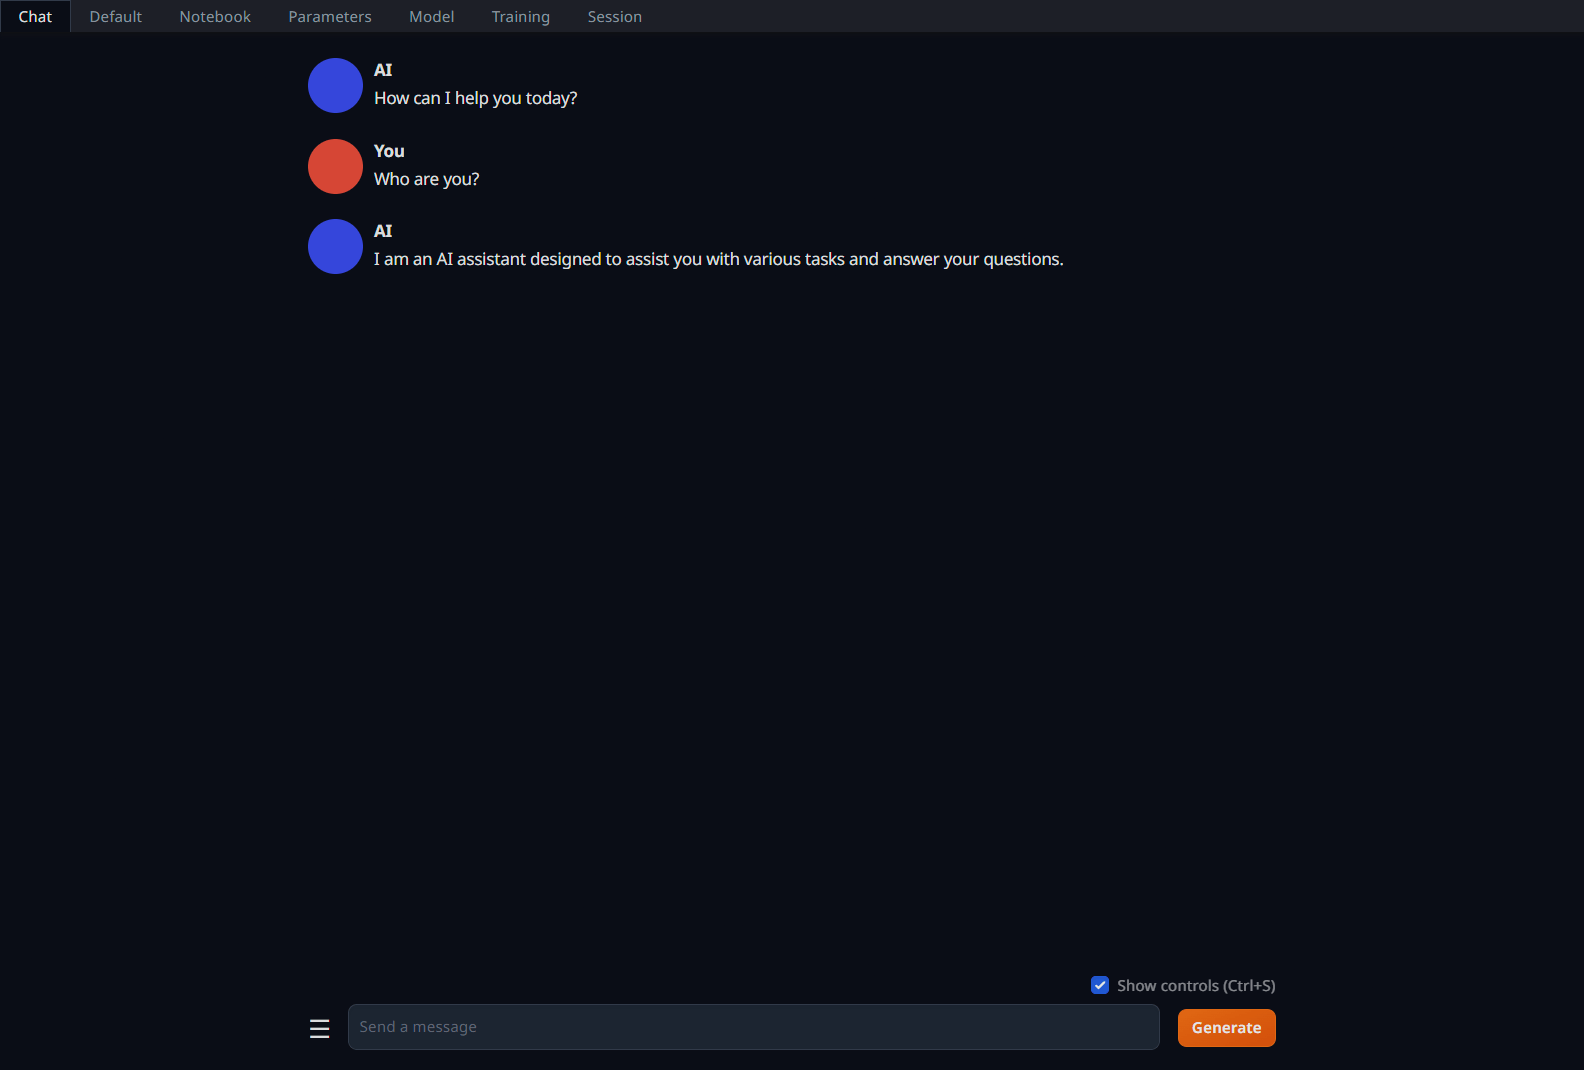 Chat Default Notebook Parameters Model Training Session
AI
How can I help you today?
You
Who are you?
AI
I am an AI assistant designed to assist you with various tasks and answer your questions.
Show controls (Ctrl+S)
Send a message
Generate